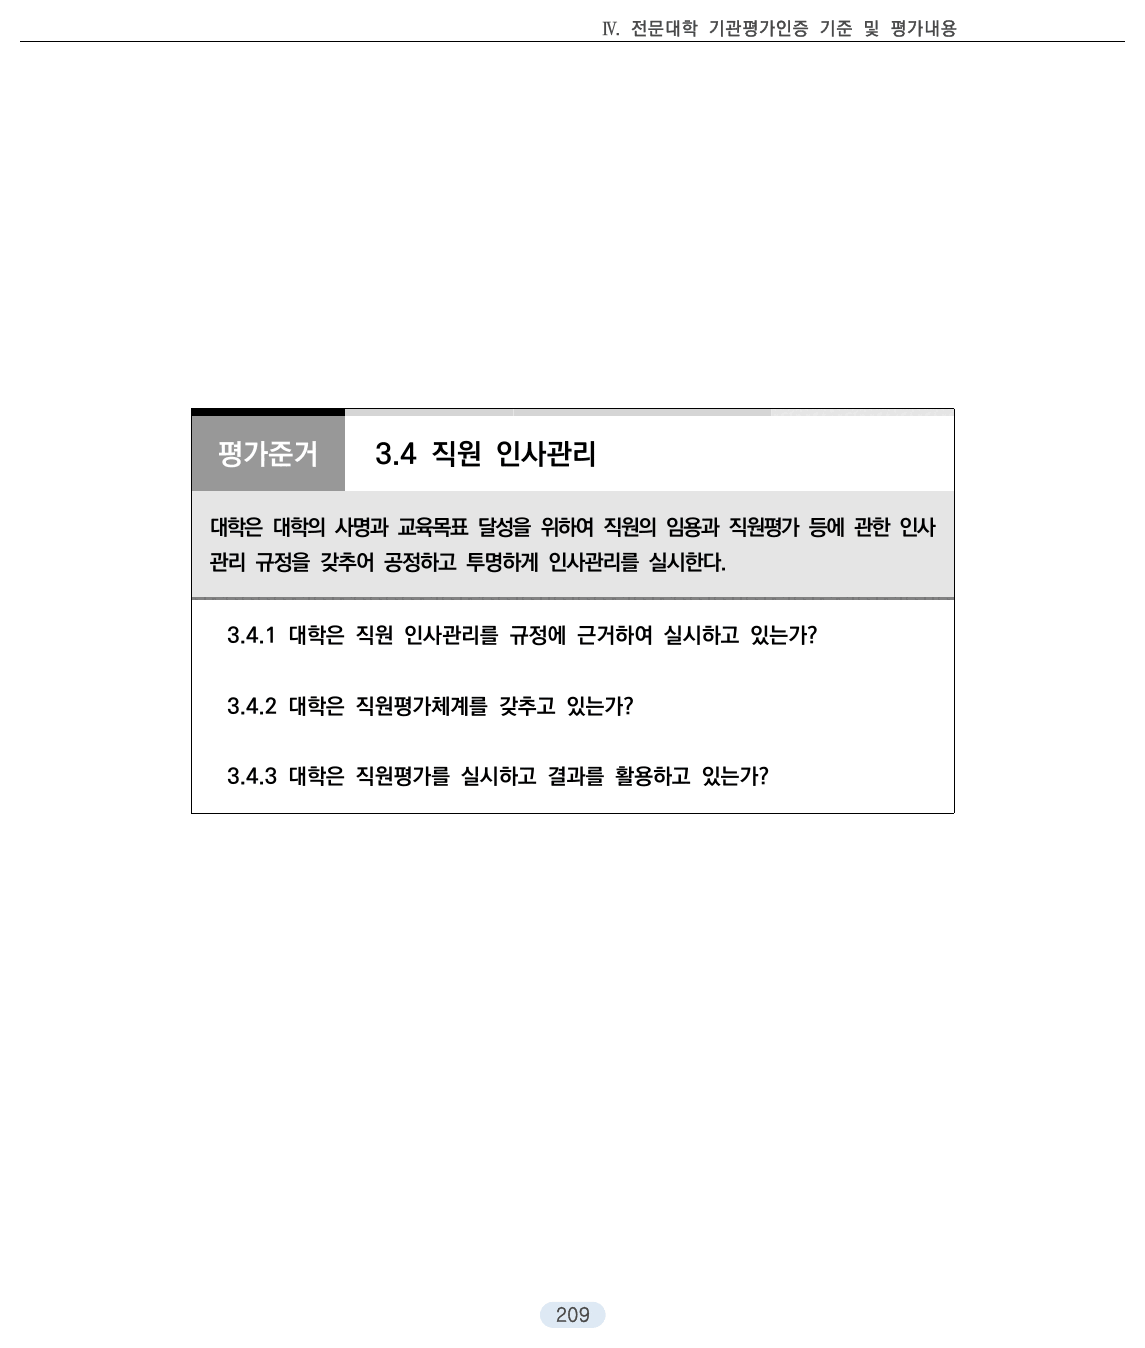 Ⅳ. 전문대학 기관평가인증 기준 및 평가내용
평가준거 3.4 직원 인사관리
대학은 대학의 사명과 교육목표 달성을 위하여 직원의 임용과 직원평가 등에 관한 인사
관리 규정을 갖추어 공정하고 투명하게 인사관리를 실시한다.
3.4.1 대학은 직원 인사관리를 규정에 근거하여 실시하고 있는가?
3.4.2 대학은 직원평가체계를 갖추고 있는가?
3.4.3 대학은 직원평가를 실시하고 결과를 활용하고 있는가?
209